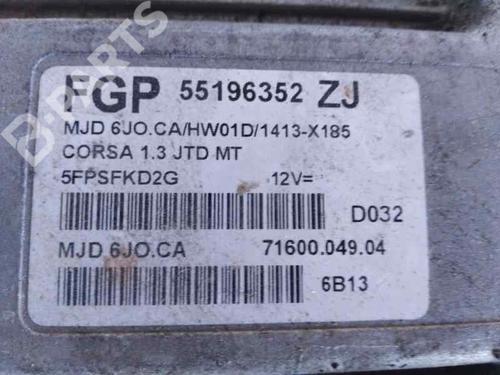 B-PARTS
FGP 55196352 ZJ
MJD 6JO.CA/HW01D/1413-X185
CORSA 1.3 JTD MT
5FPSFKD2G 12V=
D032
MJD 6JO.CA 71600.049.04
6B13